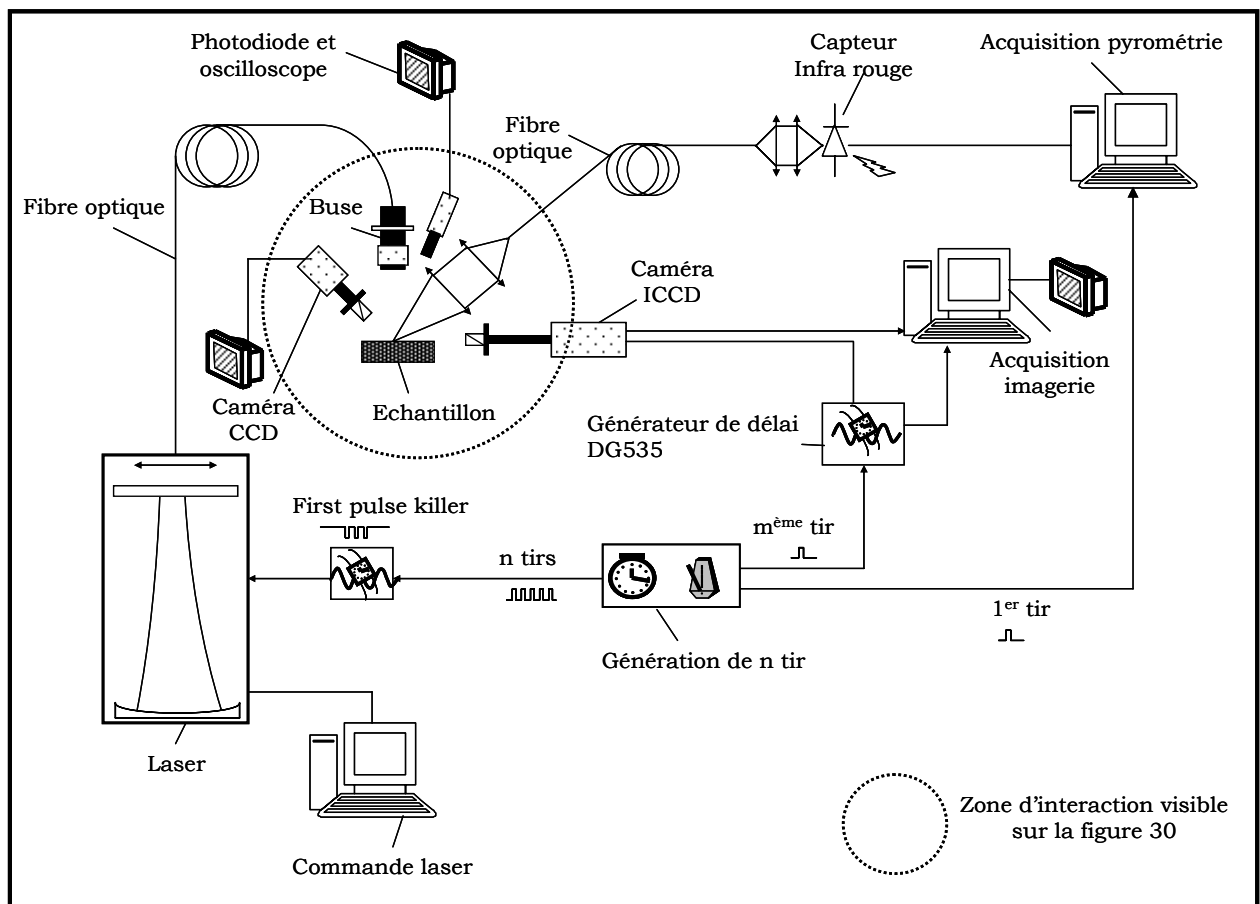 Photodiode et
oscilloscope
Capteur
Infra rouge
Acquisition pyrométrie
Fibre
optique
Fibre optique
Buse
Caméra
ICCD
Acquisition
imagerie
Caméra
CCD
Echantillon
Générateur de délai
DG535
First pulse killer
n tirs
mème tir
1er tir
Génération de n tir
Laser
Commande laser
Zone d'interaction visible
sur la figure 30